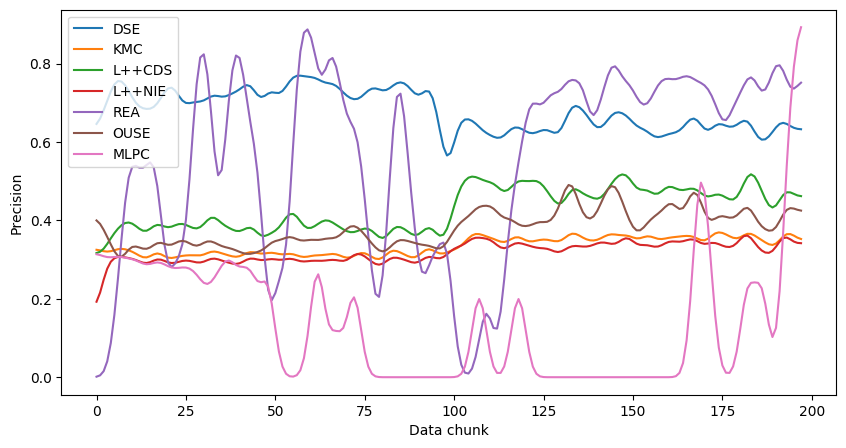 DSE
KMC
L++CDS
L++NIE
REA
OUSE
MLPC
Precision
0.8
0.6
0.4
0.2
0.0
0
25
50
75
100
125
150
175
200
Data chunk